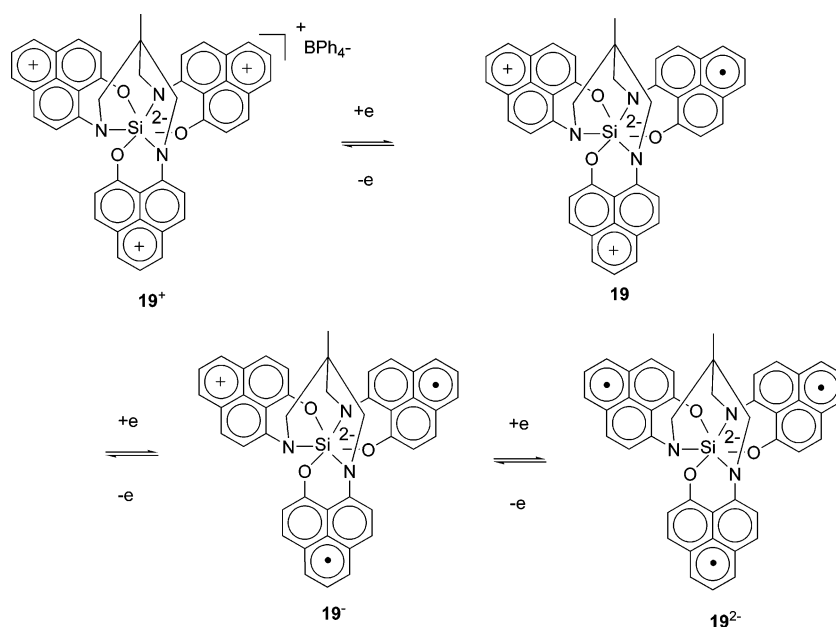 +
BPh4-
+ +
O N
2-
N Si O
O N
+
19+
+e
-e
+ •
O N
2-
N Si O
O N
+
19
+e
-e
+ •
O N
2-
N Si O
O N
•
19-
+e
-e
• •
O N
2-
N Si O
O N
•
192-